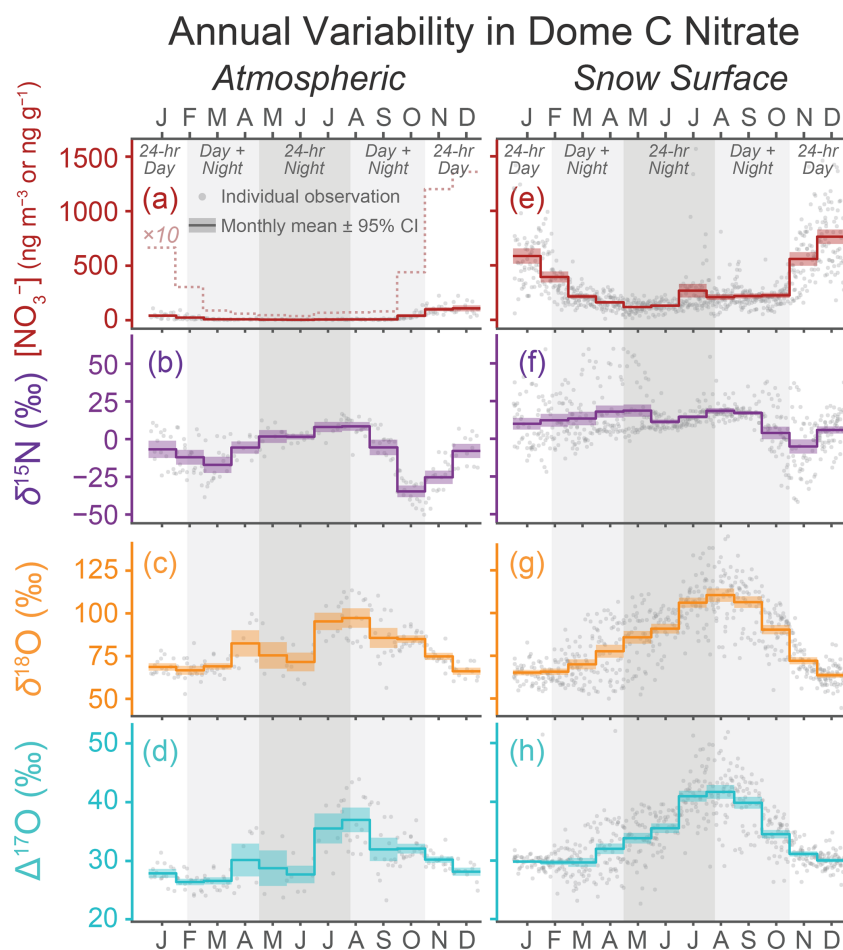 Annual Variability in Dome C Nitrate
Atmospheric
Snow Surface
J F M A M J J A S O N D
J F M A M J J A S O N D
[NO₃⁻] (ng m⁻³ or ng g⁻¹)
1500
1000
500
0
24-hr Day
Day + Night
24-hr Night
Day + Night
24-hr Day
(a)
Individual observation
Monthly mean ± 95% CI
×10
24-hr Day
Day + Night
24-hr Night
Day + Night
24-hr Day
(e)
δ¹⁵N (‰)
50
25
0
−25
−50
(b)
(f)
δ¹⁸O (‰)
125
100
75
50
(c)
(g)
Δ¹⁷O (‰)
50
40
30
20
(d)
(h)
J F M A M J J A S O N D
J F M A M J J A S O N D